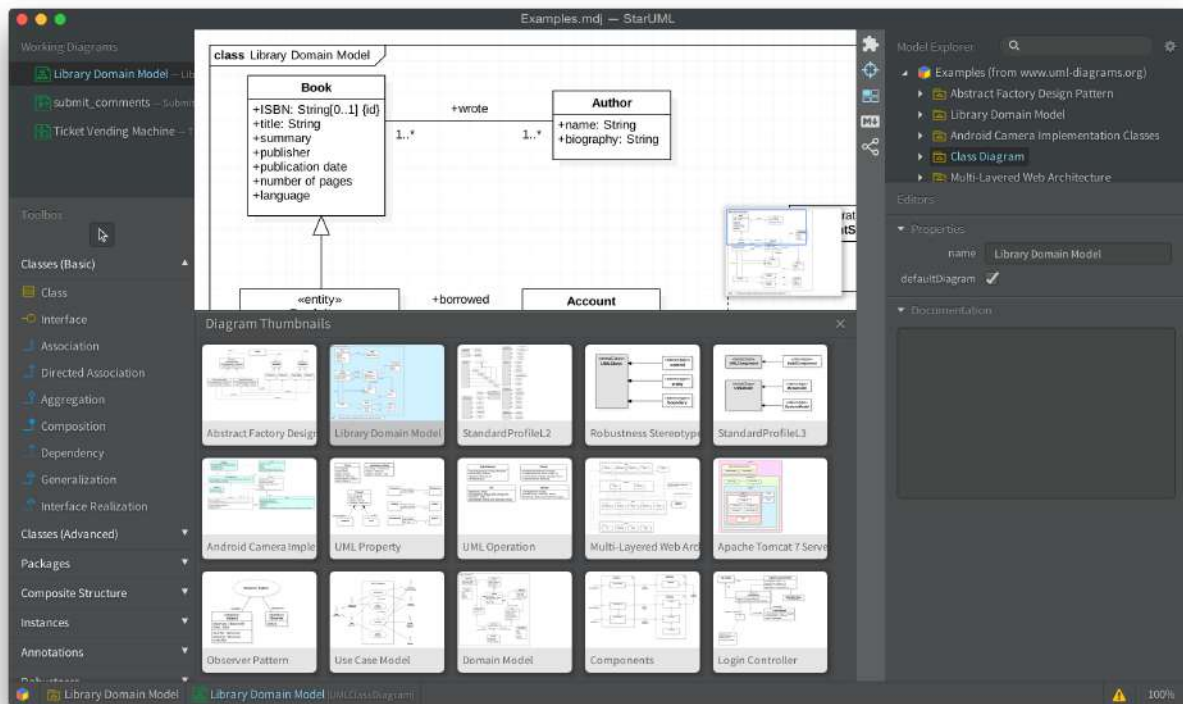 Examples.mdj — StarUML
Working Diagrams
Library Domain Model — Lib
submit_comments — Submit
Ticket Vending Machine — T
Toolbox
Classes (Basic)
Class
Interface
Association
Directed Association
Aggregation
Composition
Dependency
Generalization
Interface Realization
Classes (Advanced)
Packages
Composite Structure
Instances
Annotations
class Library Domain Model
Book
+ISBN: String[0..1] {id}
+title: String
+summary
+publisher
+publication date
+number of pages
+language
+wrote
1..*
1..*
Author
+name: String
+biography: String
«entity»
+borrowed
Account
Diagram Thumbnails
Abstract Factory Design
Library Domain Model
StandardProfileL2
Robustness Stereotype
StandardProfileL3
Android Camera Imple
UML Property
UML Operation
Multi-Layered Web Arc
Apache Tomcat 7 Serve
Observer Pattern
Use Case Model
Domain Model
Components
Login Controller
Model Explorer
Examples (from www.uml-diagrams.org)
Abstract Factory Design Pattern
Library Domain Model
Android Camera Implementation Classes
Class Diagram
Multi-Layered Web Architecture
Editors
Properties
name Library Domain Model
defaultDiagram
Documentation
Library Domain Model
Library Domain Model [UMLClassDiagram]
100%